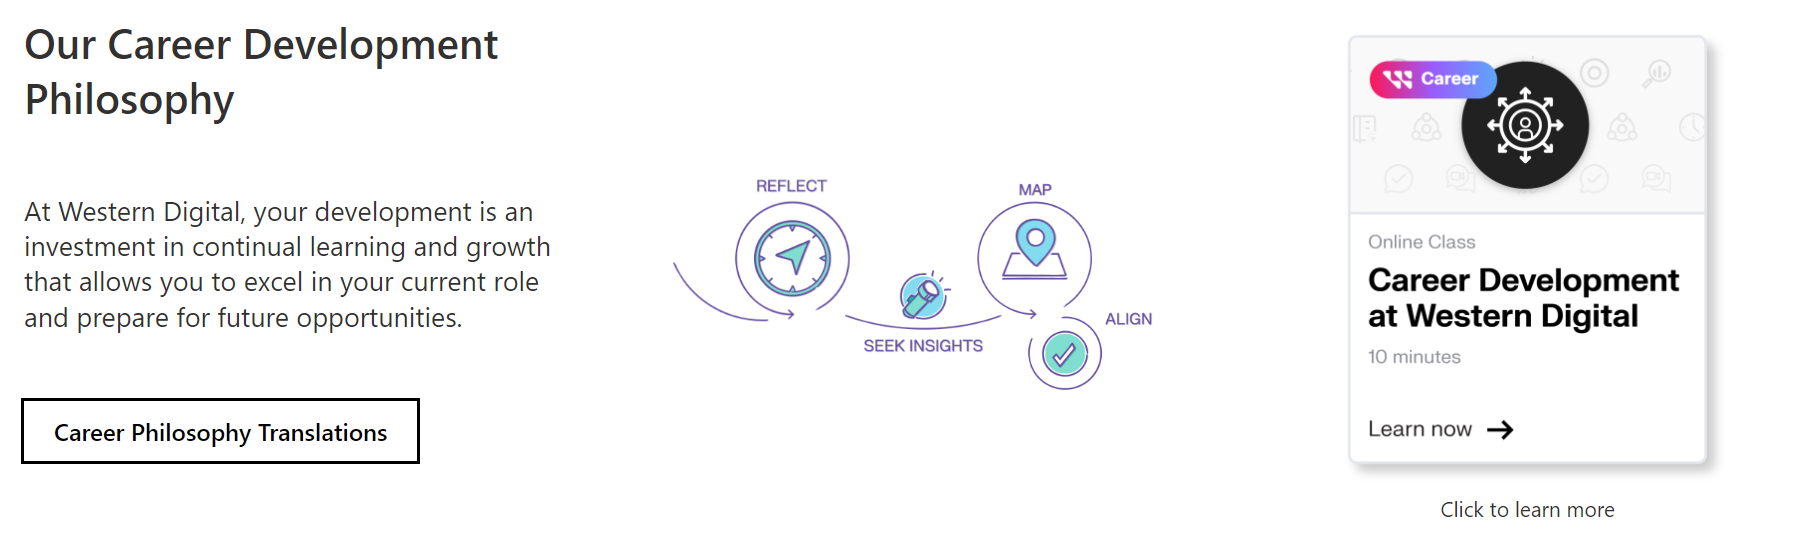 Our Career Development
Philosophy
At Western Digital, your development is an
investment in continual learning and growth
that allows you to excel in your current role
and prepare for future opportunities.
Career Philosophy Translations
REFLECT
SEEK INSIGHTS
MAP
ALIGN
Career
Online Class
Career Development
at Western Digital
10 minutes
Learn now
Click to learn more